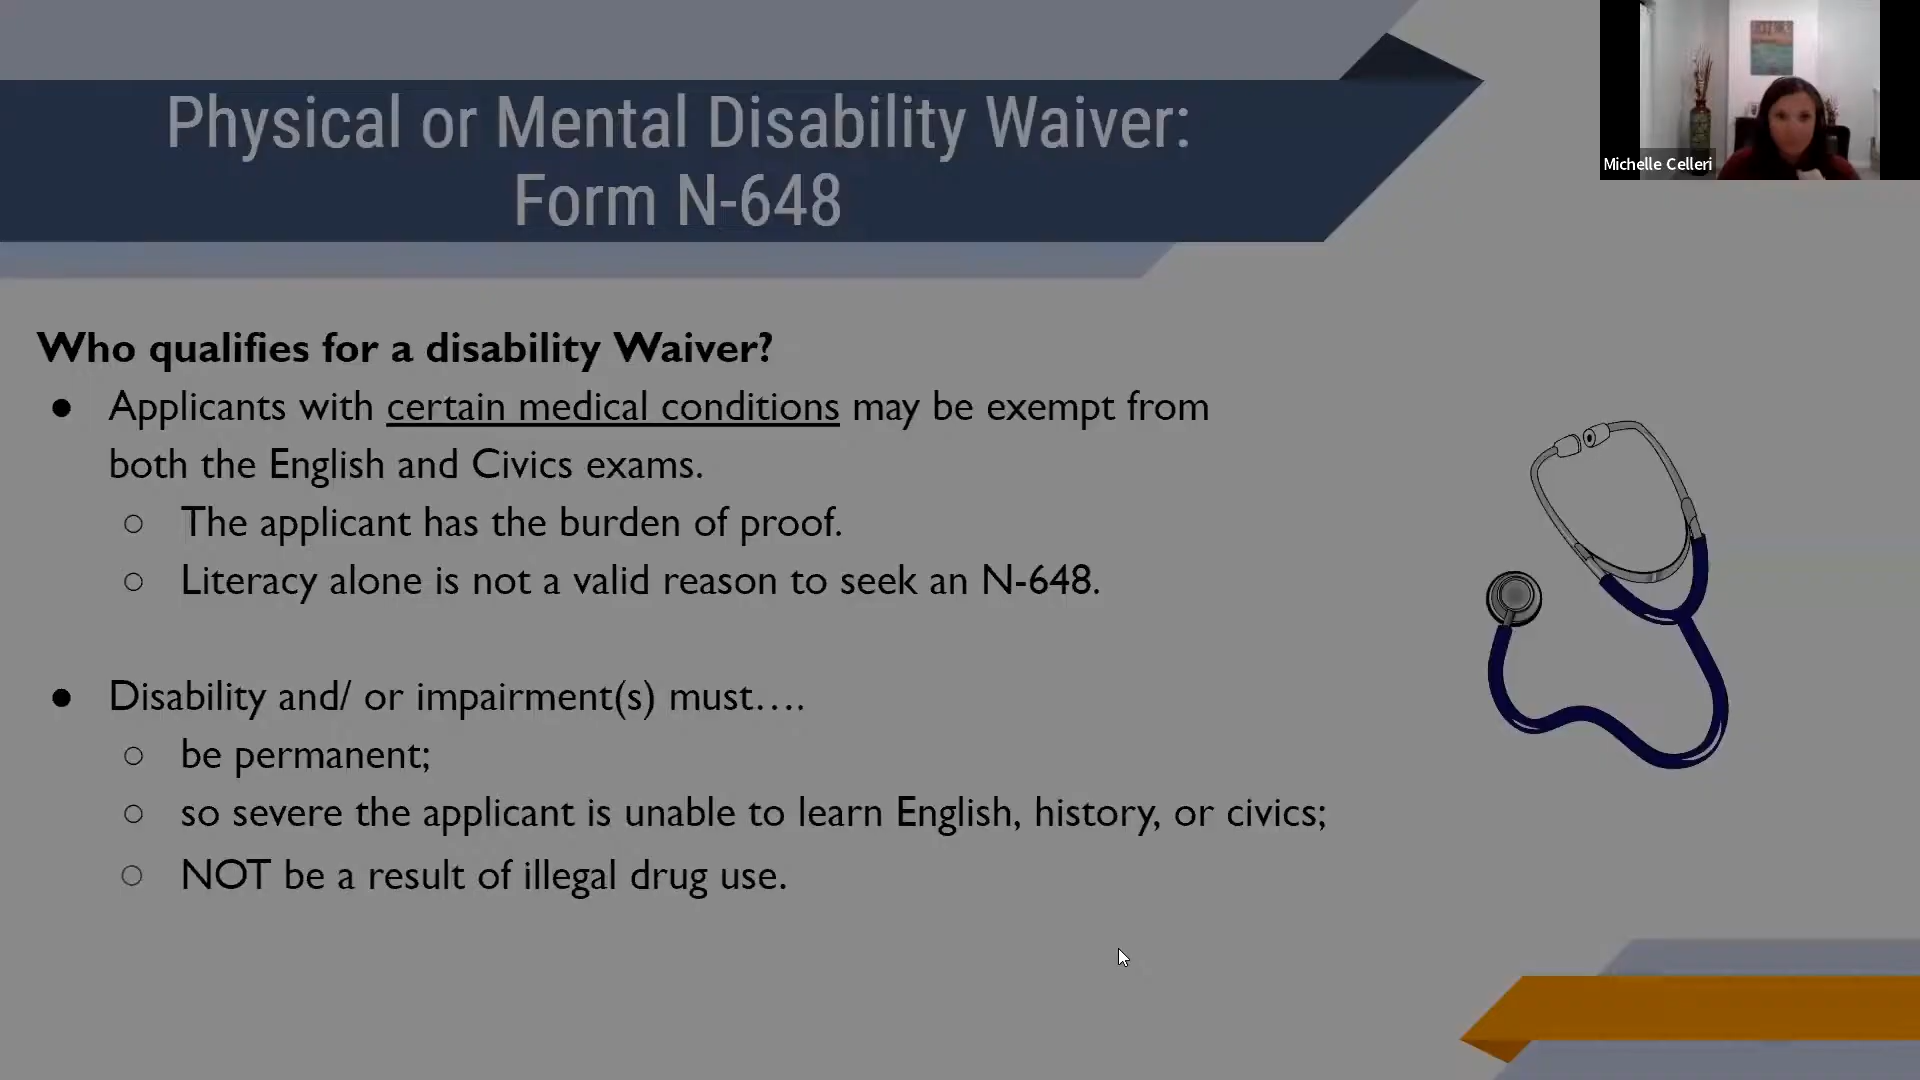 Physical or Mental Disability Waiver:
Form N-648
Michelle Celleri
Who qualifies for a disability Waiver?
● Applicants with certain medical conditions may be exempt from
both the English and Civics exams.
○ The applicant has the burden of proof.
○ Literacy alone is not a valid reason to seek an N-648.
● Disability and/ or impairment(s) must….
○ be permanent;
○ so severe the applicant is unable to learn English, history, or civics;
○ NOT be a result of illegal drug use.